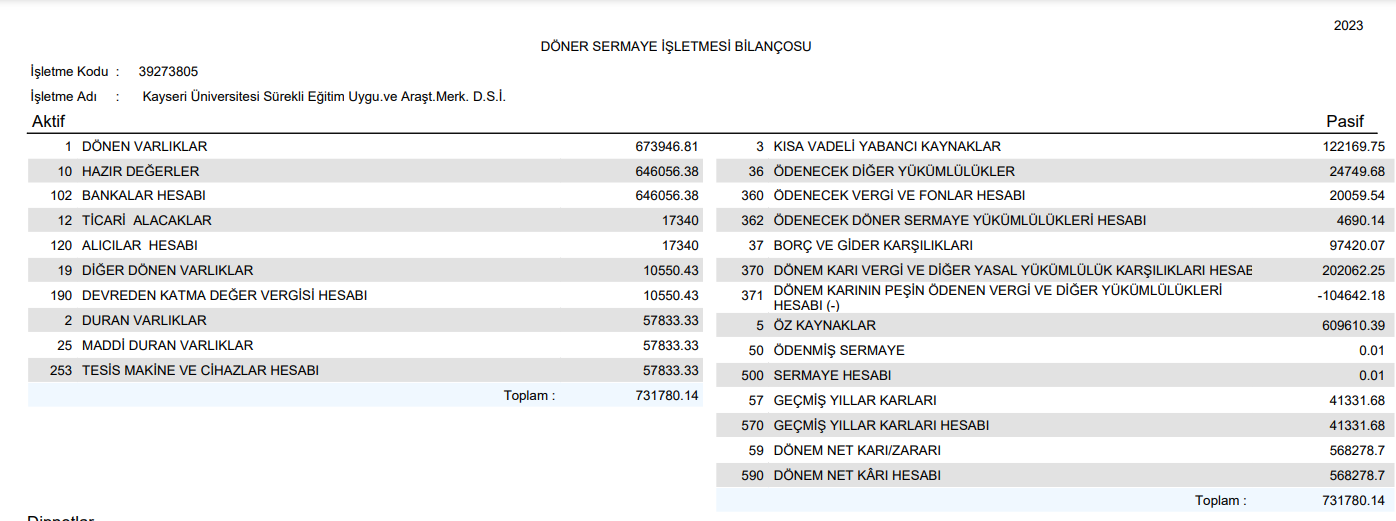 2023
DÖNER SERMAYE İŞLETMESİ BİLANÇOSU
İşletme Kodu : 39273805
İşletme Adı : Kayseri Üniversitesi Sürekli Eğitim Uygu.ve Araşt.Merk. D.S.İ.
Aktif
1 DÖNEN VARLIKLAR 673946.81
10 HAZIR DEĞERLER 646056.38
102 BANKALAR HESABI 646056.38
12 TİCARİ ALACAKLAR 17340
120 ALICILAR HESABI 17340
19 DİĞER DÖNEN VARLIKLAR 10550.43
190 DEVREDEN KATMA DEĞER VERGİSİ HESABI 10550.43
2 DURAN VARLIKLAR 57833.33
25 MADDİ DURAN VARLIKLAR 57833.33
253 TESİS MAKİNE VE CİHAZLAR HESABI 57833.33
Toplam : 731780.14
Pasif
3 KISA VADELİ YABANCI KAYNAKLAR 122169.75
36 ÖDENECEK DİĞER YÜKÜMLÜLÜKLER 24749.68
360 ÖDENECEK VERGİ VE FONLAR HESABI 20059.54
362 ÖDENECEK DÖNER SERMAYE YÜKÜMLÜLÜKLERİ HESABI 4690.14
37 BORÇ VE GİDER KARŞILIKLARI 97420.07
370 DÖNEM KARI VERGİ VE DİĞER YASAL YÜKÜMLÜLÜK KARŞILIKLARI HESAE 202062.25
371 DÖNEM KARININ PEŞİN ÖDENEN VERGİ VE DİĞER YÜKÜMLÜLÜKLERİ
HESABI (-) -104642.18
5 ÖZ KAYNAKLAR 609610.39
50 ÖDENMİŞ SERMAYE 0.01
500 SERMAYE HESABI 0.01
57 GEÇMİŞ YILLAR KARLARI 41331.68
570 GEÇMİŞ YILLAR KARLARI HESABI 41331.68
59 DÖNEM NET KARI/ZARARI 568278.7
590 DÖNEM NET KÂRI HESABI 568278.7
Toplam : 731780.14